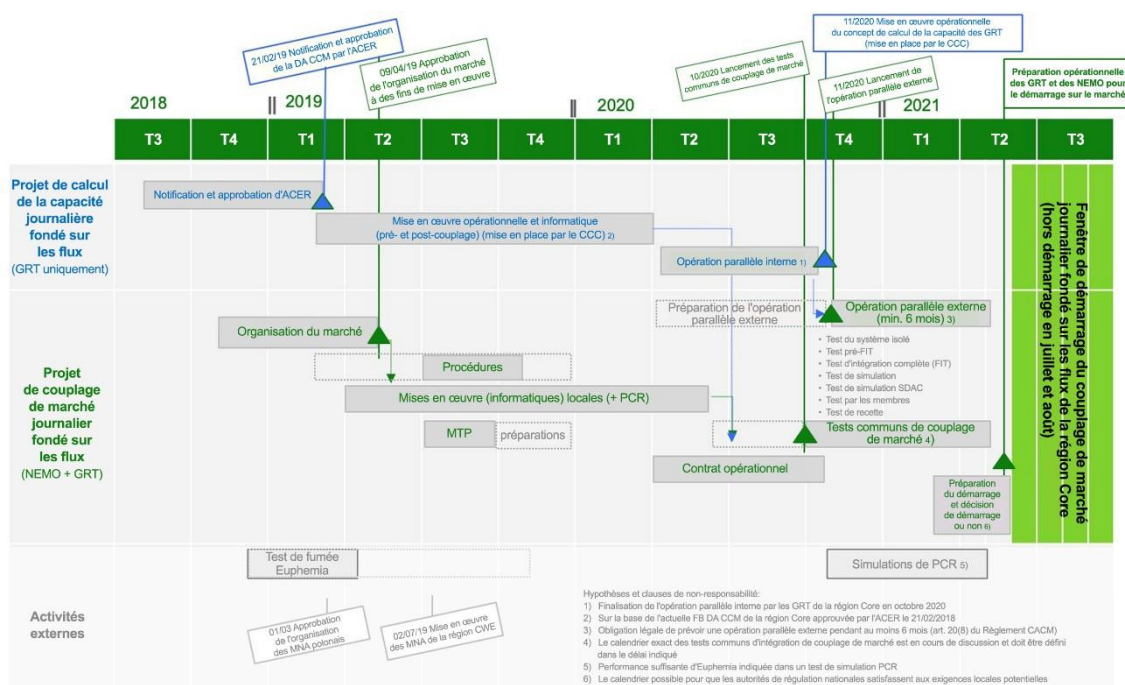 21/02/19 Notification et approbation
de la DA CCM par l'ACER
09/04/19 Approbation
de l'organisation du marché
à des fins de mise en œuvre
10/2020 Lancement des tests
communs de couplage de marché
11/2020 Mise en œuvre opérationnelle
du concept de calcul de la capacité des GRT
(mise en place par le CCC)
11/2020 Lancement de
l'opération parallèle externe
Préparation opérationnelle
des GRT et des NEMO pour
le démarrage sur le marché
2018
2019
2020
2021
T3 T4 T1 T2 T3 T4 T1 T2 T3 T4 T1 T2 T3
Projet de calcul
de la capacité
journalière
fondé sur
les flux
(GRT uniquement)
Notification et approbation d'ACER
Mise en œuvre opérationnelle et informatique
(pré- et post-couplage) (mise en place par le CCC) 2)
Opération parallèle interne 1)
Projet
de couplage
de marché
journalier
fondé sur
les flux
(NEMO + GRT)
Préparation de l'opération
parallèle externe
Opération parallèle externe
(min. 6 mois) 3)
Organisation du marché
• Test du système isolé
• Test pré-FIT
• Test d'intégration complète (FIT)
• Test de simulation
• Test de simulation SDAC
• Test par les membres
• Test de recette
Procédures
Mises en œuvre (informatiques) locales (+ PCR)
MTP
préparations
Tests communs de couplage
de marché 4)
Contrat opérationnel
Préparation
du démarrage
et décision
de démarrage
ou non 6)
Fenêtre de démarrage du couplage de marché
journalier fondé sur les flux de la région Core
(hors démarrage en juillet et août)
Activités
externes
Test de fumée
Euphemia
Simulations de PCR 5)
01/03 Approbation
de l'organisation
des MNA polonais
02/07/19 Mise en œuvre
des MNA de la région CWE
Hypothèses et clauses de non-responsabilité:
1) Finalisation de l'opération parallèle interne par les GRT de la région Core en octobre 2020
2) Sur la base de l'actuelle FB DA CCM de la région Core approuvée par l'ACER le 21/02/2018
3) Obligation légale de prévoir une opération parallèle externe pendant au moins 6 mois (art. 20(8) du Règlement CACM)
4) Le calendrier exact des tests communs d'intégration de couplage de marché est en cours de discussion et doit être défini
dans le délai indiqué
5) Performance suffisante d'Euphemia indiquée dans un test de simulation PCR
6) Le calendrier possible pour que les autorités de régulation nationales satisfassent aux exigences locales potentielles